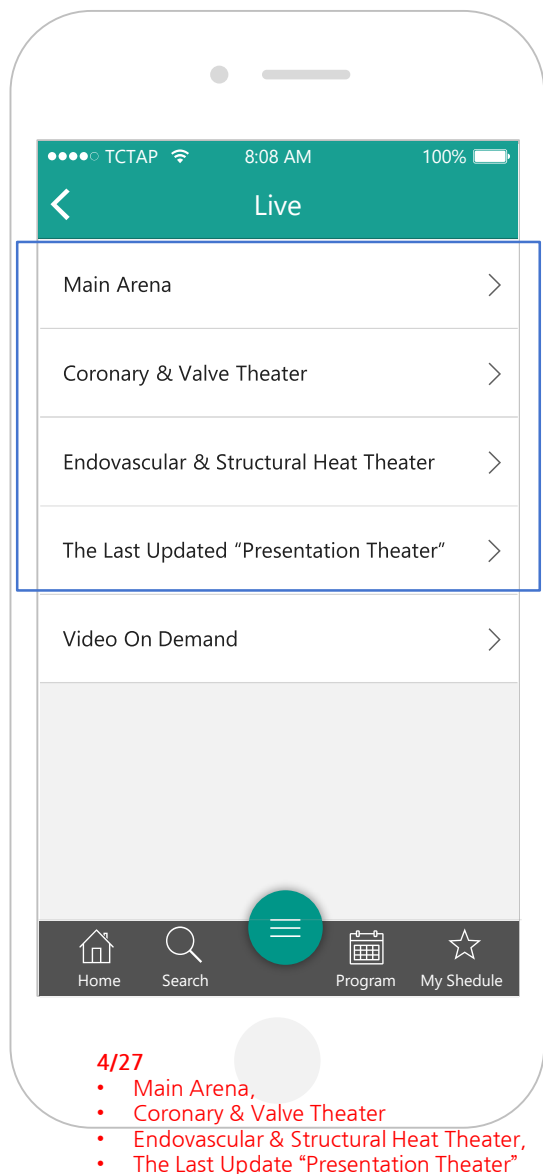 TCTAP 8:08 AM 100%
Live
Main Arena
Coronary & Valve Theater
Endovascular & Structural Heat Theater
The Last Updated “Presentation Theater”
Video On Demand
Home Search Program My Shedule
4/27
• Main Arena,
• Coronary & Valve Theater
• Endovascular & Structural Heat Theater,
• The Last Update “Presentation Theater”